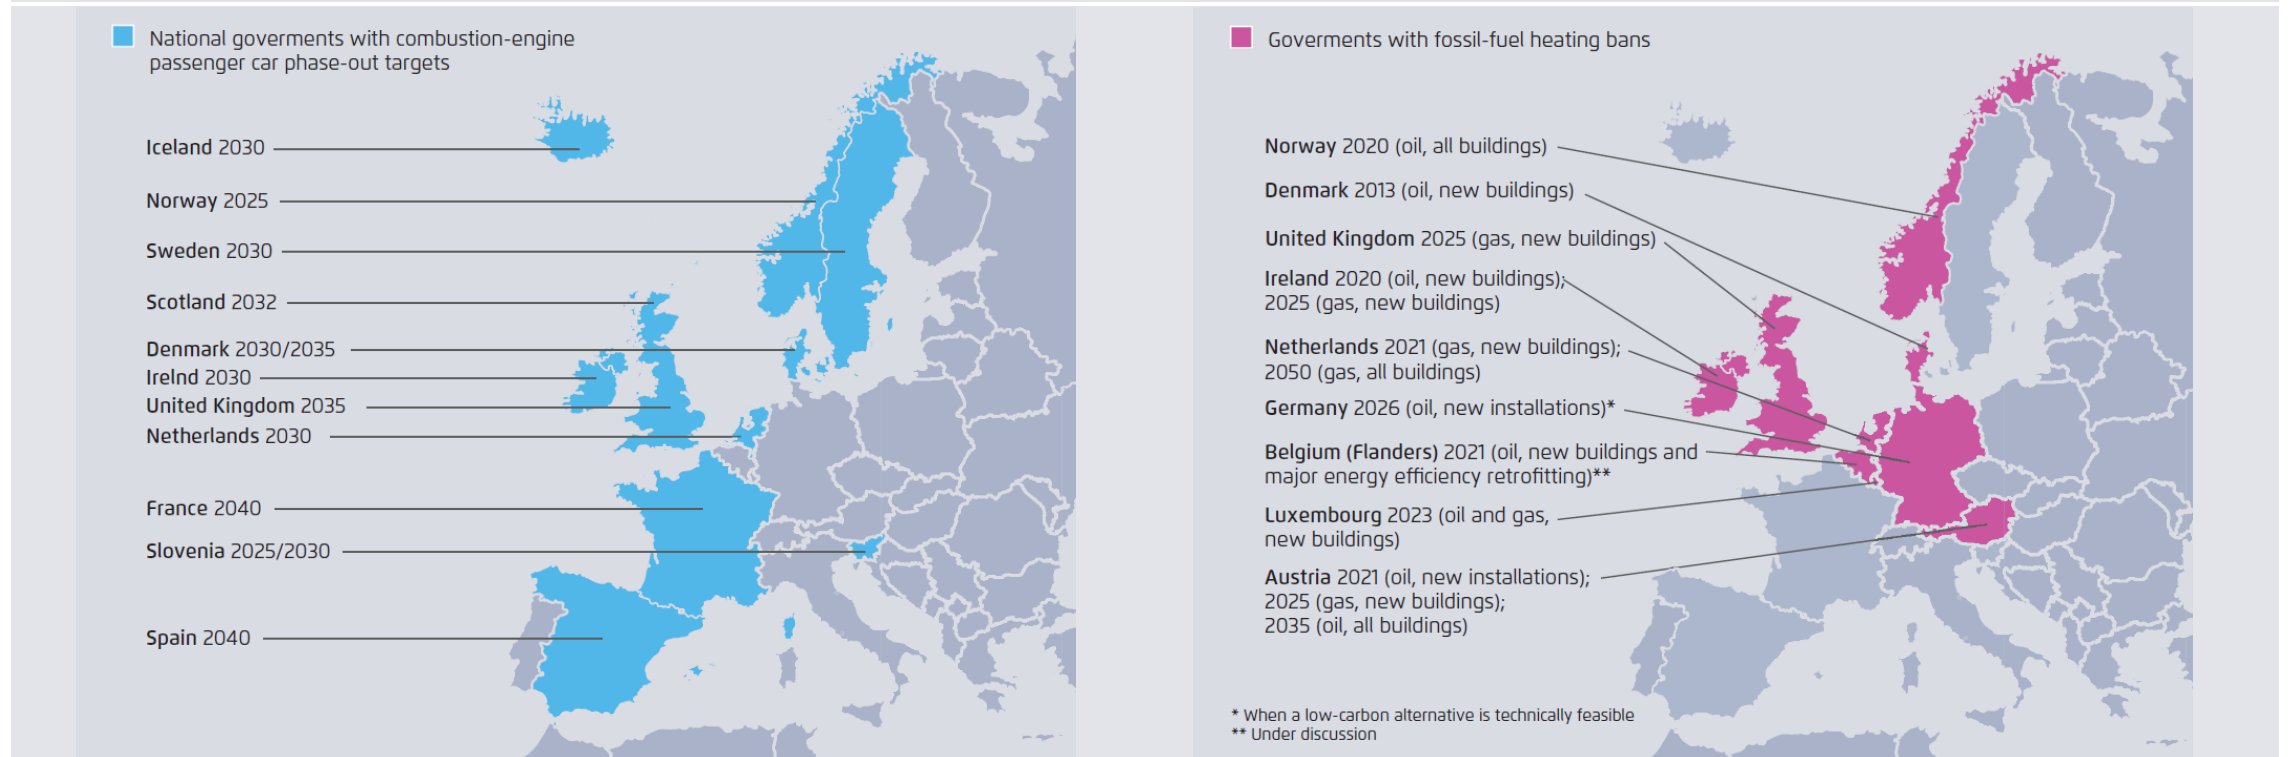 National goverments with combustion-engine
passenger car phase-out targets
Iceland 2030
Norway 2025
Sweden 2030
Scotland 2032
Denmark 2030/2035
Irelnd 2030
United Kingdom 2035
Netherlands 2030
France 2040
Slovenia 2025/2030
Spain 2040
Goverments with fossil-fuel heating bans
Norway 2020 (oil, all buildings)
Denmark 2013 (oil, new buildings)
United Kingdom 2025 (gas, new buildings)
Ireland 2020 (oil, new buildings);
2025 (gas, new buildings)
Netherlands 2021 (gas, new buildings);
2050 (gas, all buildings)
Germany 2026 (oil, new installations)*
Belgium (Flanders) 2021 (oil, new buildings and
major energy efficiency retrofitting)**
Luxembourg 2023 (oil and gas,
new buildings)
Austria 2021 (oil, new installations);
2025 (gas, new buildings);
2035 (oil, all buildings)
* When a low-carbon alternative is technically feasible
** Under discussion